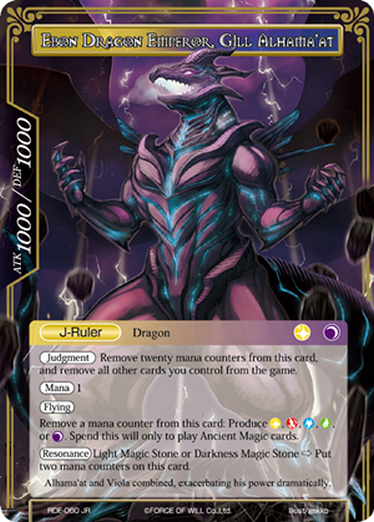 Ebon Dragon Emperor, Gill Alhama'at
ATK 1000 / DEF 1000
J-Ruler Dragon
Judgment Remove twenty mana counters from this card,
and remove all other cards you control from the game.
Mana 1
Flying
Remove a mana counter from this card: Produce , , , ,
or . Spend this will only to play Ancient Magic cards.
Resonance Light Magic Stone or Darkness Magic Stone ⇨ Put
two mana counters on this card.
Alhama'at and Viola combined, exacerbating his power dramatically.
RDE-060 JR ©FORCE OF WILL Co.,Ltd.